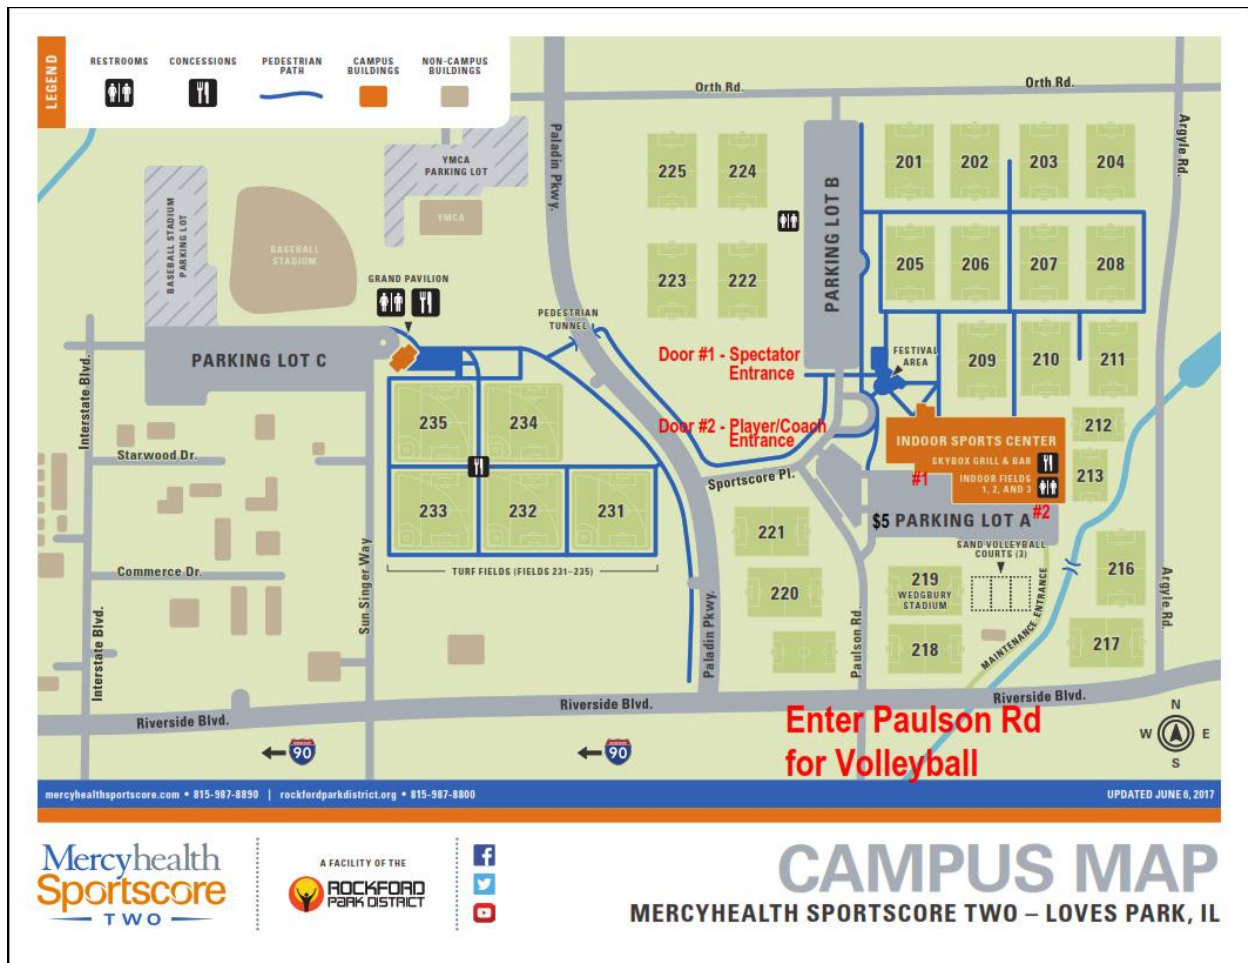 LEGEND
RESTROOMS
CONCESSIONS
PEDESTRIAN
PATH
CAMPUS
BUILDINGS
NON-CAMPUS
BUILDINGS
Orth Rd.
Orth Rd.
Argyle Rd.
Paladin Pkwy.
YMCA
PARKING LOT
YMCA
BASEBALL STADIUM
PARKING LOT
BASEBALL
STADIUM
GRAND PAVILION
PEDESTRIAN
TUNNEL
PARKING LOT B
225
224
223
222
201
202
203
204
205
206
207
208
209
210
211
212
213
FESTIVAL
AREA
Door #1 - Spectator
Entrance
Door #2 - Player/Coach
Entrance
PARKING LOT C
Interstate Blvd.
Starwood Dr.
Commerce Dr.
Interstate Blvd.
Sun Singer Way
235
234
233
232
231
TURF FIELDS (FIELDS 231–235)
Sportscore Pl.
INDOOR SPORTS CENTER
SKYBOX GRILL & BAR
INDOOR FIELDS
1, 2, AND 3
#1
#2
$5 PARKING LOT A
SAND VOLLEYBALL
COURTS (3)
221
220
219
WEDGBURY
STADIUM
218
216
217
MAINTENANCE ENTRANCE
Paladin Pkwy.
Paulson Rd.
Argyle Rd.
Riverside Blvd.
Riverside Blvd.
Riverside Blvd.
90
90
Enter Paulson Rd
for Volleyball
N
W
E
S
mercyhealthsportscore.com • 815-987-8890 | rockfordparkdistrict.org • 815-987-8800
UPDATED JUNE 6, 2017
Mercyhealth
Sportscore
TWO
A FACILITY OF THE
ROCKFORD
PARK DISTRICT
CAMPUS MAP
MERCYHEALTH SPORTSCORE TWO – LOVES PARK, IL